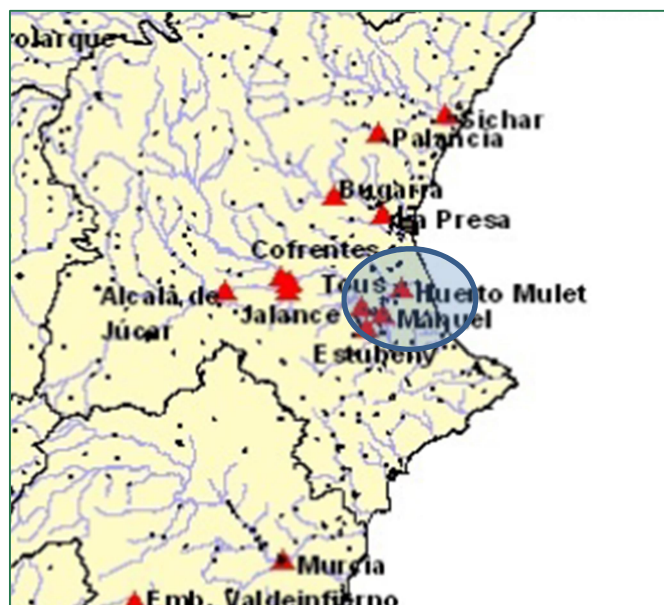 olarque
Sichar
Palancia
Bugarra
La Presa
Cofrentes
Tous
Huerto Mulet
Alcalá de
Júcar
Jalance
Manuel
Estubeny
Murcia
Emb. Valdeinfierno